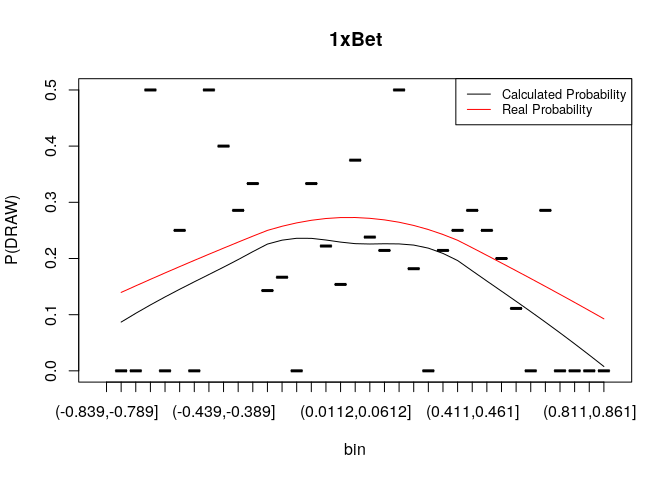 1xBet
Calculated Probability
Real Probability
P(DRAW)
0.5
0.4
0.3
0.2
0.1
0.0
(-0.839,-0.789] (-0.439,-0.389] (0.0112,0.0612] (0.411,0.461] (0.811,0.861]
bin